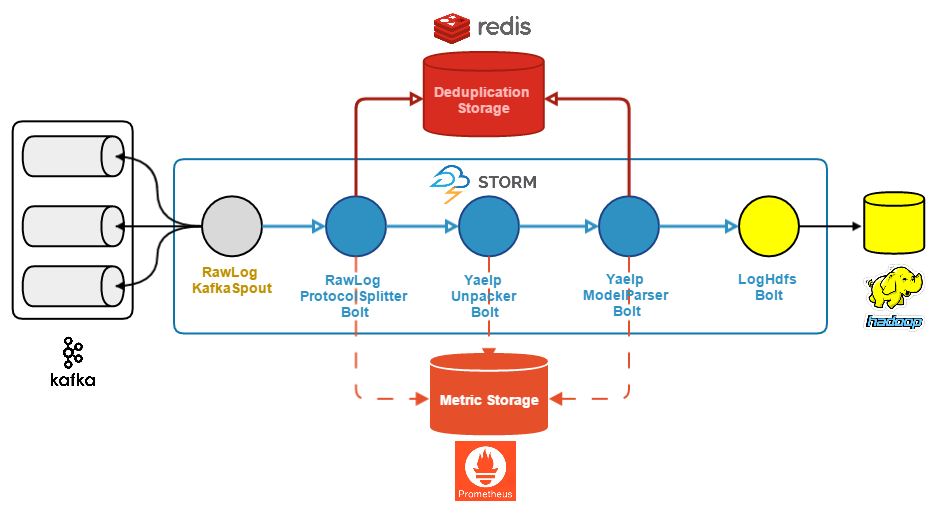 redis
Deduplication
Storage
STORM
RawLog
KafkaSpout
RawLog
ProtocolSplitter
Bolt
Yaelp
Unpacker
Bolt
Yaelp
ModelParser
Bolt
LogHdfs
Bolt
hadoop
kafka
Metric Storage
Prometheus